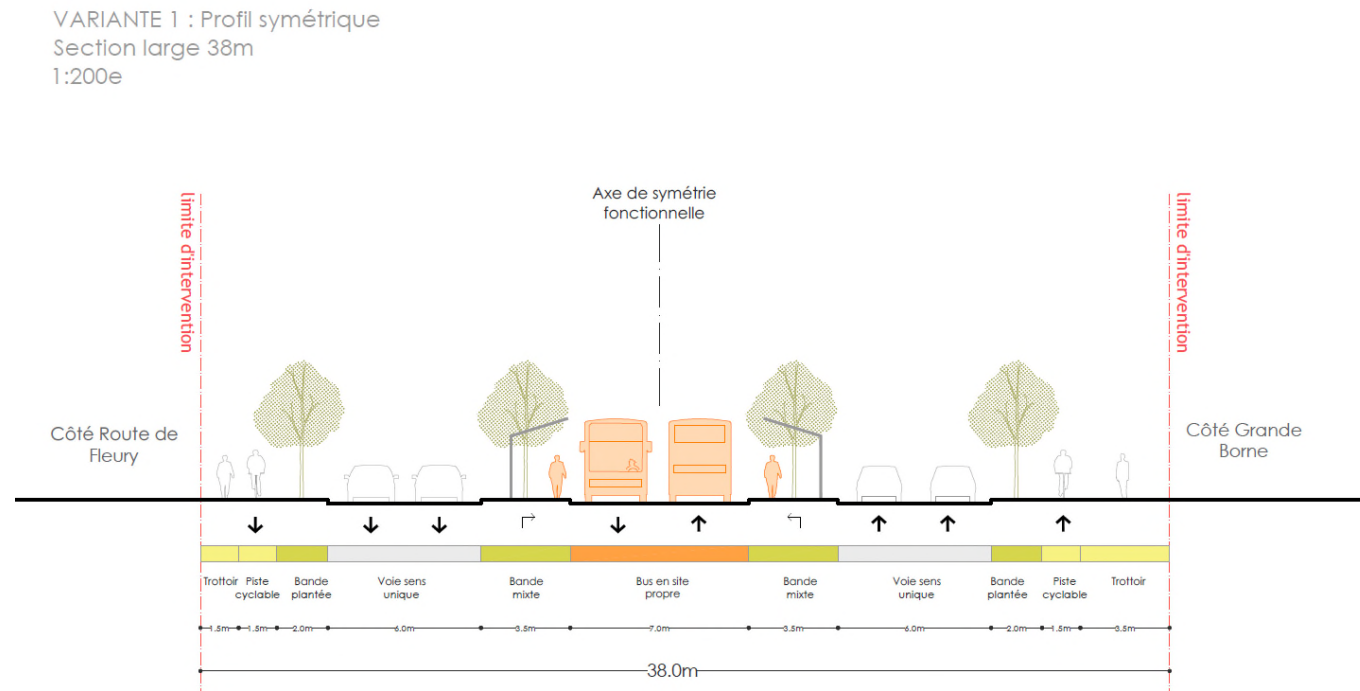 VARIANTE 1 : Profil symétrique
Section large 38m
1:200e
limite d'intervention
Axe de symétrie
fonctionnelle
limite d'intervention
Côté Route de
Fleury
Côté Grande
Borne
Trottoir
Piste
cyclable
Bande
plantée
Voie sens
unique
Bande
mixte
Bus en site
propre
Bande
mixte
Voie sens
unique
Bande
plantée
Piste
cyclable
Trottoir
1.5m 1.5m 2.0m 6.0m 3.5m 7.0m 3.5m 6.0m 2.0m 1.5m 3.5m
38.0m